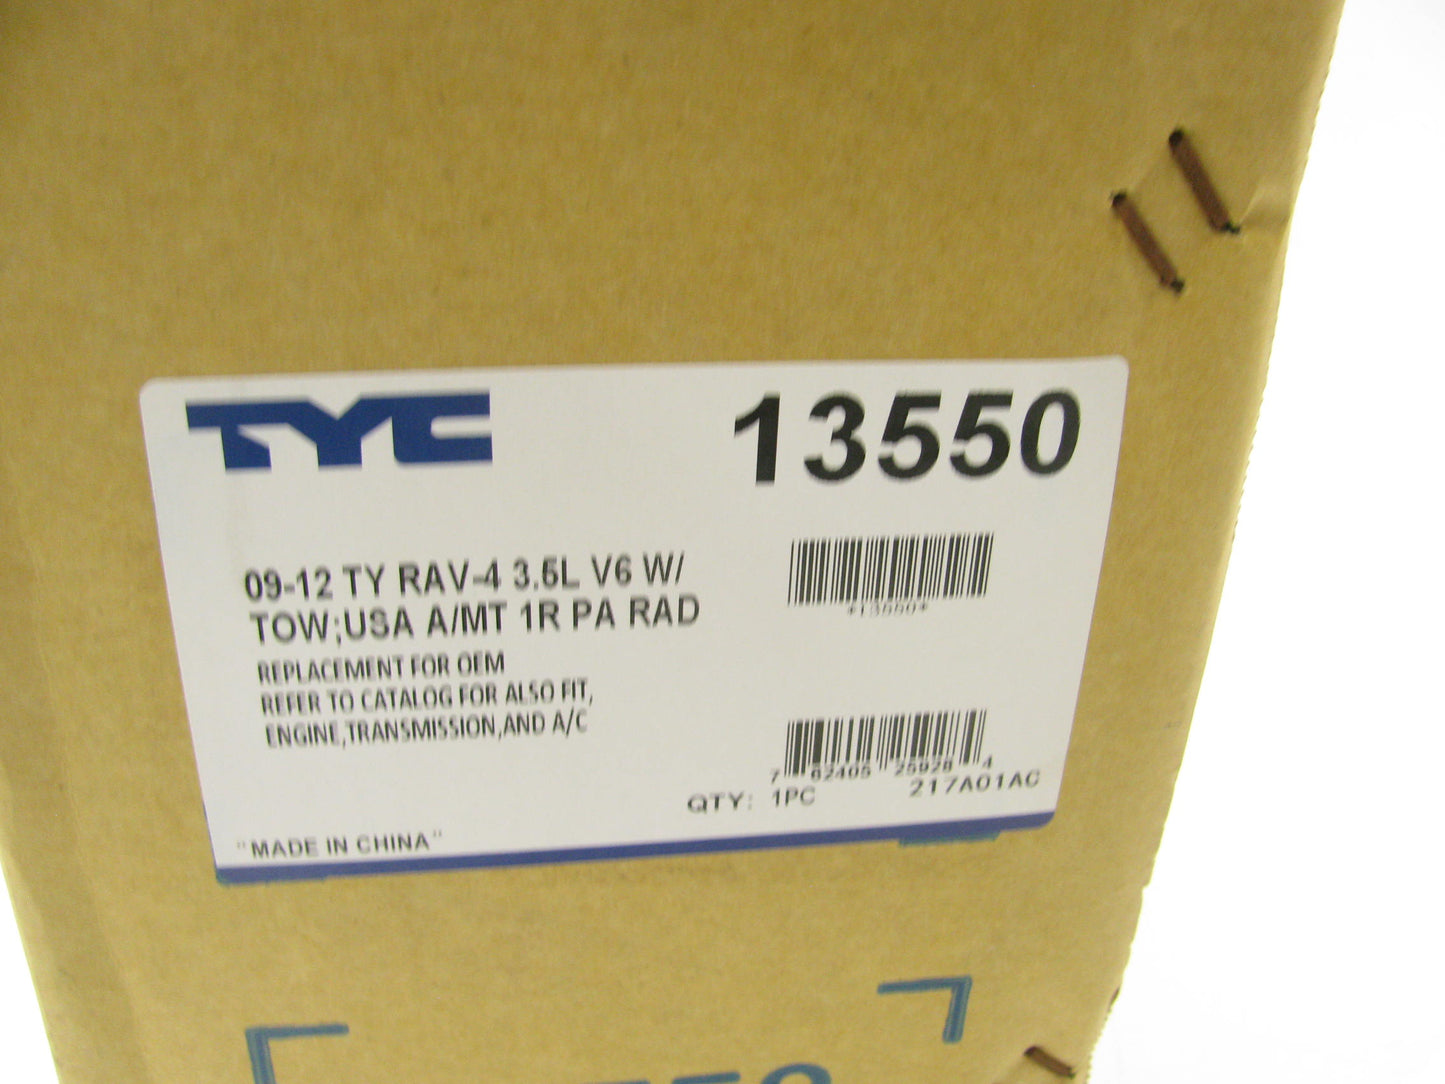 TYC
13550
09-12 TY RAV-4 3.5L V6 W/
TOW;USA A/MT 1R PA RAD
*13550*
REPLACEMENT FOR OEM
REFER TO CATALOG FOR ALSO FIT,
ENGINE,TRANSMISSION,AND A/C
7 62405 25928 4
QTY: 1PC
217A01AC
"MADE IN CHINA"